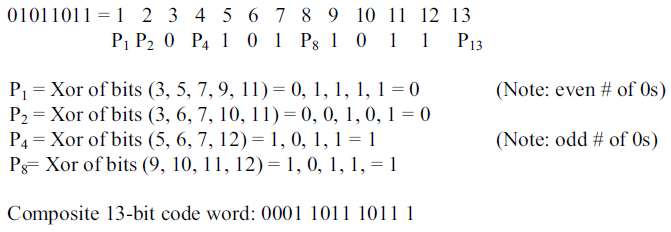 01011011 = 1 2 3 4 5 6 7 8 9 10 11 12 13
P₁ P₂ 0 P₄ 1 0 1 P₈ 1 0 1 1 P₁₃
P₁ = Xor of bits (3, 5, 7, 9, 11) = 0, 1, 1, 1, 1 = 0 (Note: even # of 0s)
P₂ = Xor of bits (3, 6, 7, 10, 11) = 0, 0, 1, 0, 1 = 0
P₄ = Xor of bits (5, 6, 7, 12) = 1, 0, 1, 1 = 1 (Note: odd # of 0s)
P₈= Xor of bits (9, 10, 11, 12) = 1, 0, 1, 1, = 1
Composite 13-bit code word: 0001 1011 1011 1